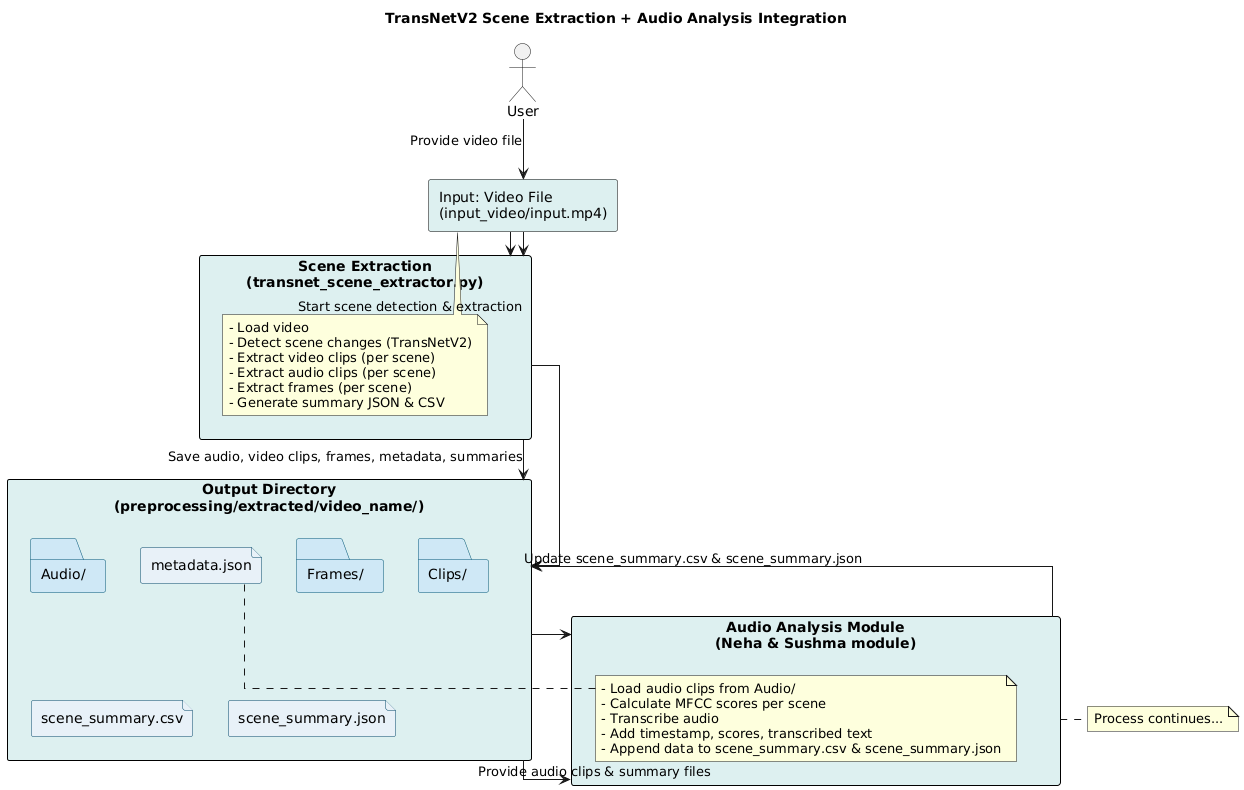 TransNetV2 Scene Extraction + Audio Analysis Integration
User
Provide video file
Input: Video File
(input_video/input.mp4)
Scene Extraction
(transnet_scene_extractor.py)
Start scene detection & extraction
- Load video
- Detect scene changes (TransNetV2)
- Extract video clips (per scene)
- Extract audio clips (per scene)
- Extract frames (per scene)
- Generate summary JSON & CSV
Save audio, video clips, frames, metadata, summaries
Output Directory
(preprocessing/extracted/video_name/)
Audio/
metadata.json
Frames/
Clips/
Update scene_summary.csv & scene_summary.json
Audio Analysis Module
(Neha & Sushma module)
- Load audio clips from Audio/
- Calculate MFCC scores per scene
- Transcribe audio
- Add timestamp, scores, transcribed text
- Append data to scene_summary.csv & scene_summary.json
Process continues...
scene_summary.csv
scene_summary.json
Provide audio clips & summary files